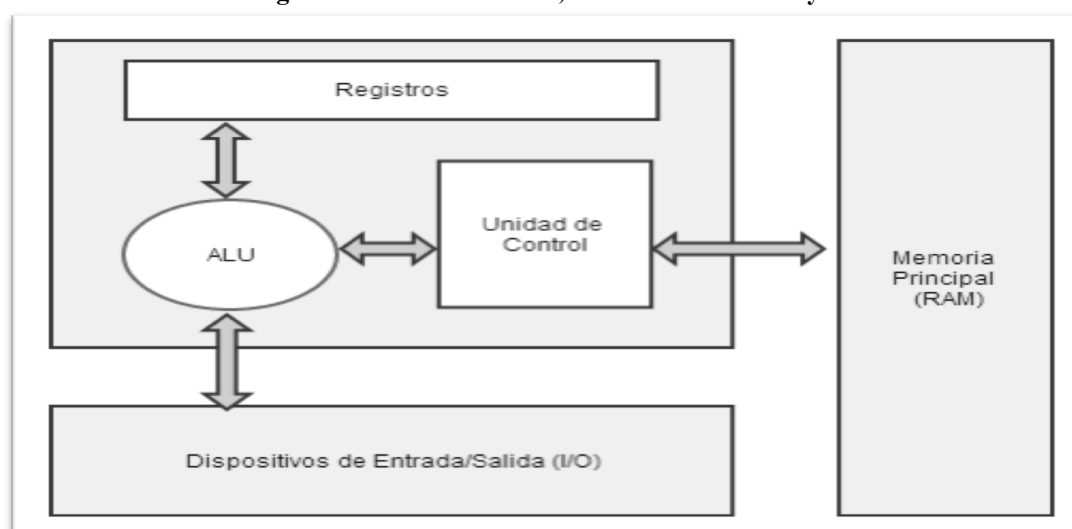 Registros
ALU
Unidad de
Control
Memoria
Principal
(RAM)
Dispositivos de Entrada/Salida (I/O)